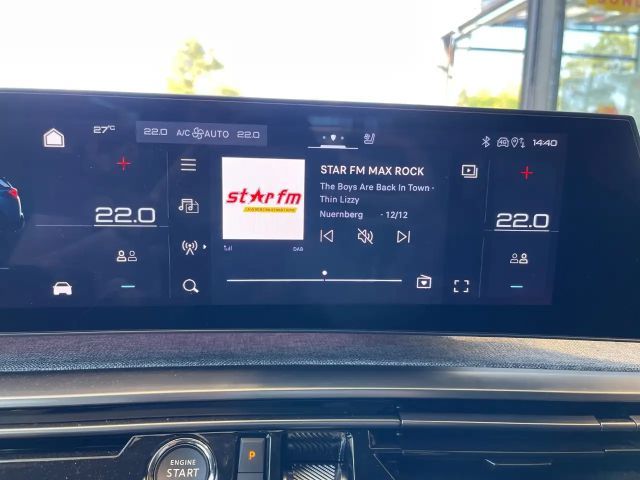 27°C
22.0 A/C AUTO 22.0
14:40
22.0
star fm
DAB
STAR FM MAX ROCK
The Boys Are Back In Town -
Thin Lizzy
Nuernberg - 12/12
22.0
ENGINE
START
P